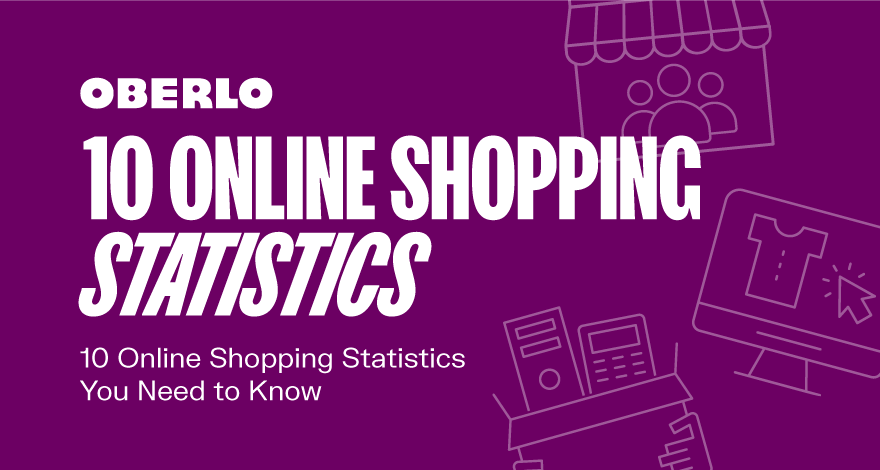 OBERLO
10 ONLINE SHOPPING
STATISTICS
10 Online Shopping Statistics
You Need to Know